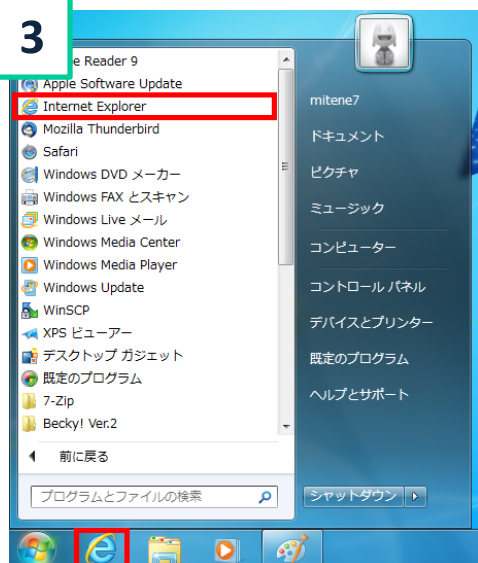 3
e Reader 9
Apple Software Update
Internet Explorer
Mozilla Thunderbird
Safari
Windows DVD メーカー
Windows FAX とスキャン
Windows Live メール
Windows Media Center
Windows Media Player
Windows Update
WinSCP
XPS ビューアー
デスクトップ ガジェット
既定のプログラム
7-Zip
Becky! Ver.2
前に戻る
プログラムとファイルの検索
mitene7
ドキュメント
ピクチャ
ミュージック
コンピューター
コントロール パネル
デバイスとプリンター
既定のプログラム
ヘルプとサポート
シャットダウン